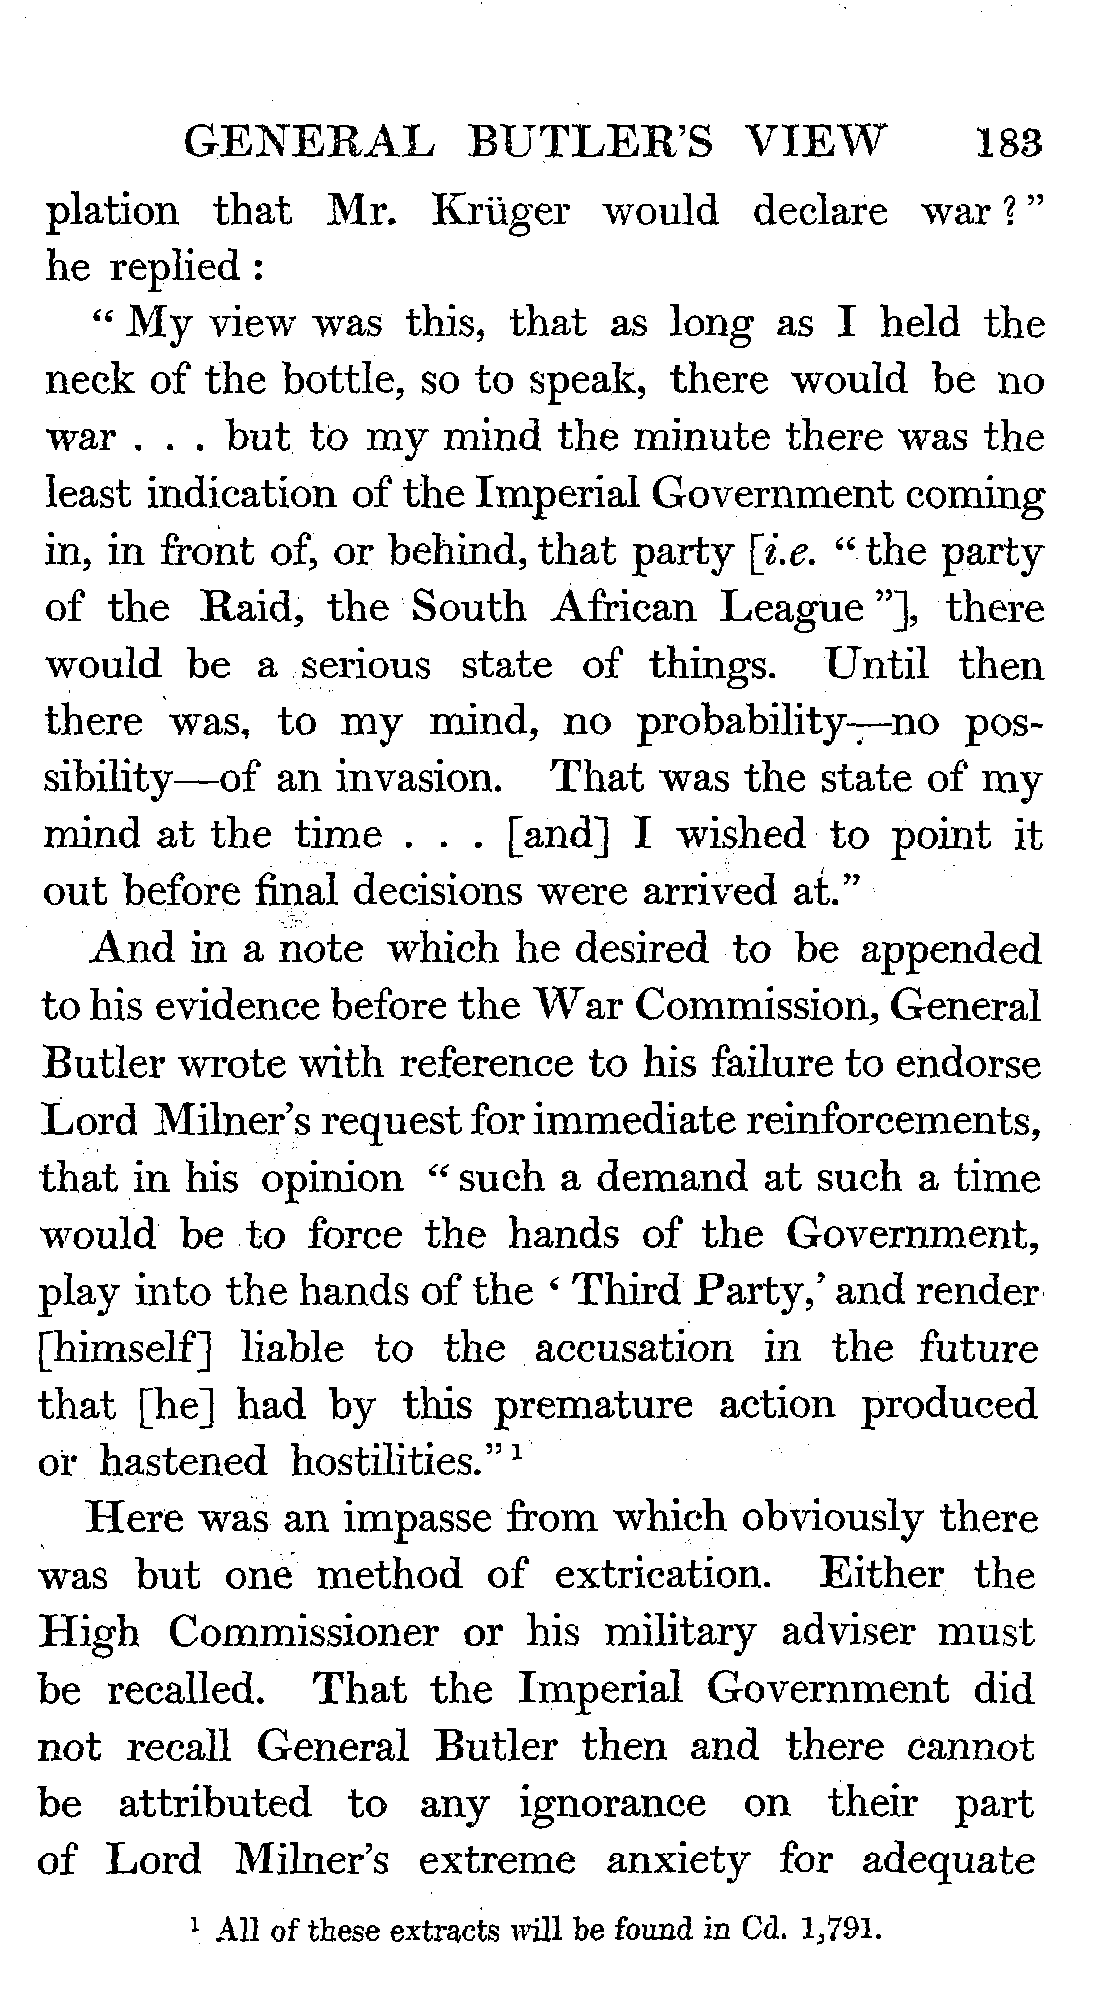 GENERAL BUTLER'S VIEW 183
plation that Mr. Krüger would declare war?"
he replied:
"My view was this, that as long as I held the
neck of the bottle, so to speak, there would be no
war . . . but to my mind the minute there was the
least indication of the Imperial Government coming
in, in front of, or behind, that party [i.e. "the party
of the Raid, the South African League"], there
would be a serious state of things. Until then
there was, to my mind, no probability—no pos-
sibility—of an invasion. That was the state of my
mind at the time . . . [and] I wished to point it
out before final decisions were arrived at."
And in a note which he desired to be appended
to his evidence before the War Commission, General
Butler wrote with reference to his failure to endorse
Lord Milner's request for immediate reinforcements,
that in his opinion "such a demand at such a time
would be to force the hands of the Government,
play into the hands of the 'Third Party,' and render
[himself] liable to the accusation in the future
that [he] had by this premature action produced
or hastened hostilities." 1
Here was an impasse from which obviously there
was but one method of extrication. Either the
High Commissioner or his military adviser must
be recalled. That the Imperial Government did
not recall General Butler then and there cannot
be attributed to any ignorance on their part
of Lord Milner's extreme anxiety for adequate
1 All of these extracts will be found in Cd. 1,791.